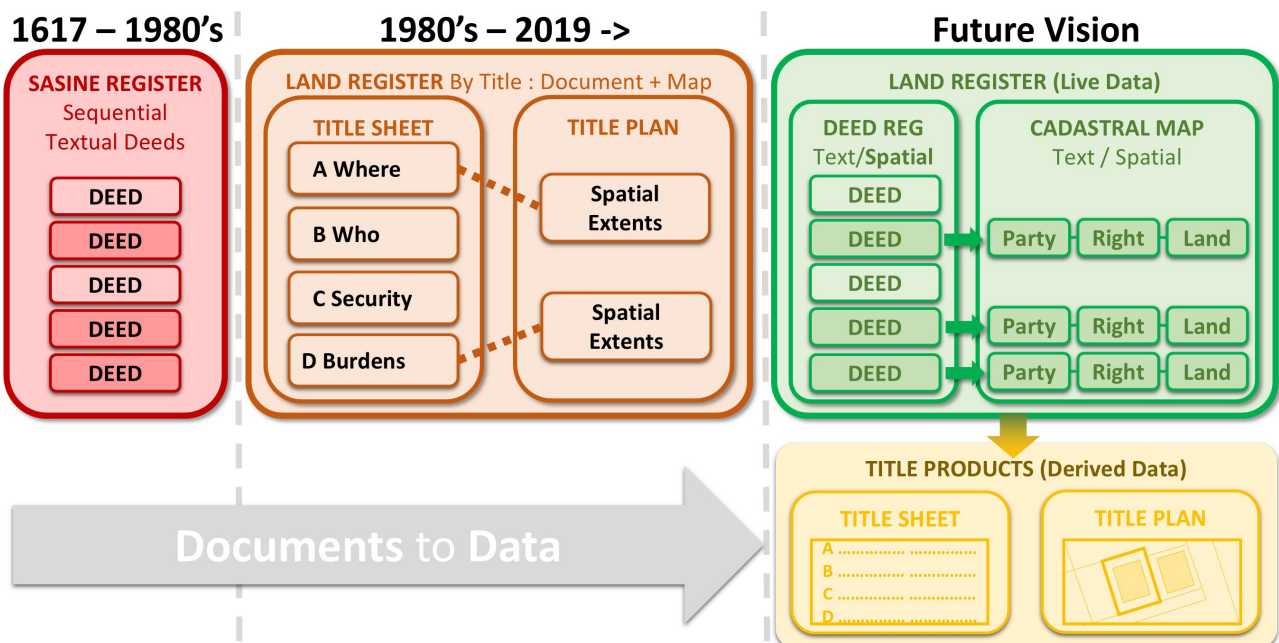 1617 – 1980’s
1980’s – 2019 ->
Future Vision
SASINE REGISTER
Sequential
Textual Deeds
DEED
DEED
DEED
DEED
DEED
LAND REGISTER By Title : Document + Map
TITLE SHEET
A Where
B Who
C Security
D Burdens
TITLE PLAN
Spatial
Extents
Spatial
Extents
LAND REGISTER (Live Data)
DEED REG
Text/Spatial
DEED
DEED
DEED
DEED
DEED
CADASTRAL MAP
Text / Spatial
Party Right Land
Party Right Land
Party Right Land
Documents to Data
TITLE PRODUCTS (Derived Data)
TITLE SHEET
A ............... ...............
B ............... ...............
C ............... ...............
D ............... ...............
TITLE PLAN